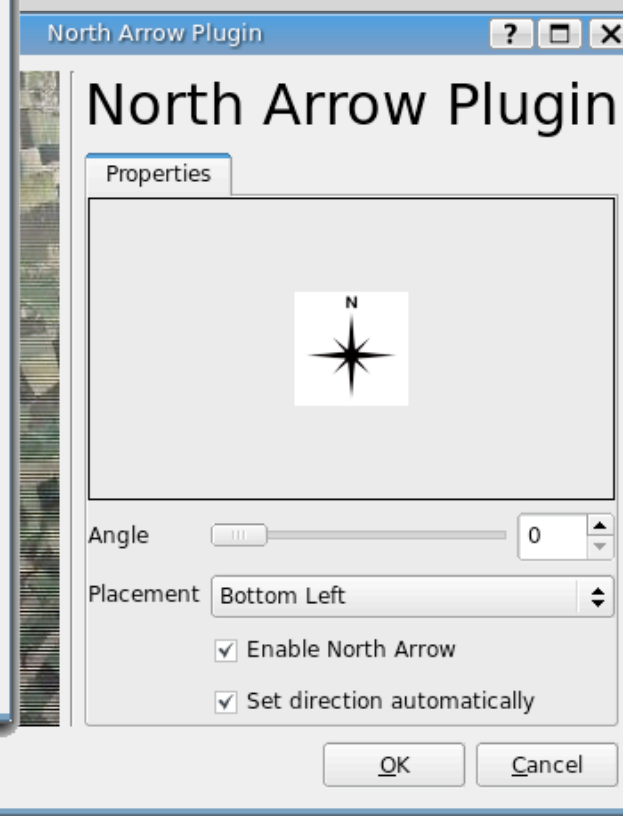 North Arrow Plugin
?
North Arrow Plugin
Properties
N
Angle
0
Placement
Bottom Left
Enable North Arrow
Set direction automatically
OK
Cancel